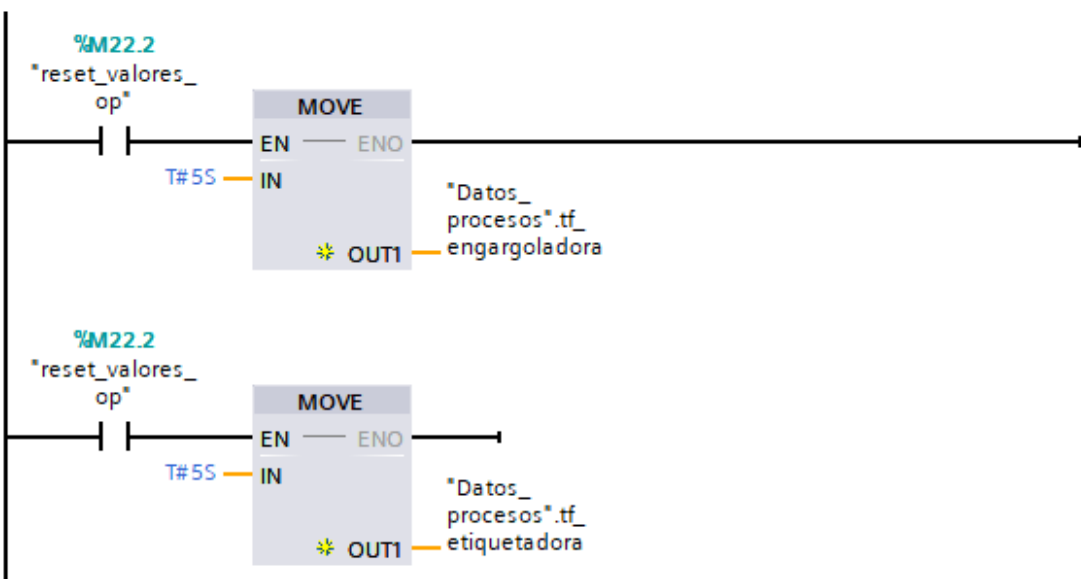 %M22.2
"reset_valores_
op"
MOVE
EN ENO
T#5S IN
"Datos_
procesos".tf_
engargoladora
OUT1
%M22.2
"reset_valores_
op"
MOVE
EN ENO
T#5S IN
"Datos_
procesos".tf_
etiquetadora
OUT1